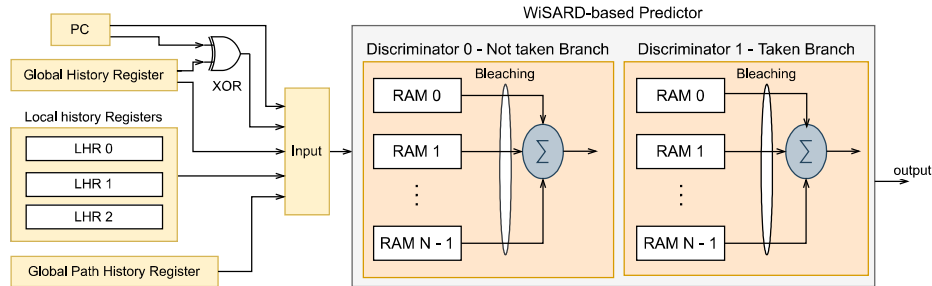 WiSARD-based Predictor
PC
Global History Register
XOR
Local history Registers
LHR 0
LHR 1
LHR 2
Global Path History Register
Input
Discriminator 0 - Not taken Branch
Bleaching
RAM 0
RAM 1
⋮
RAM N - 1
∑
Discriminator 1 - Taken Branch
Bleaching
RAM 0
RAM 1
⋮
RAM N - 1
∑
output